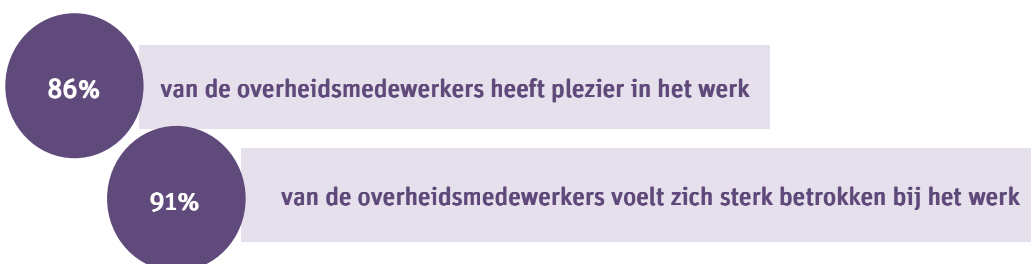 86% van de overheidsmedewerkers heeft plezier in het werk
91% van de overheidsmedewerkers voelt zich sterk betrokken bij het werk